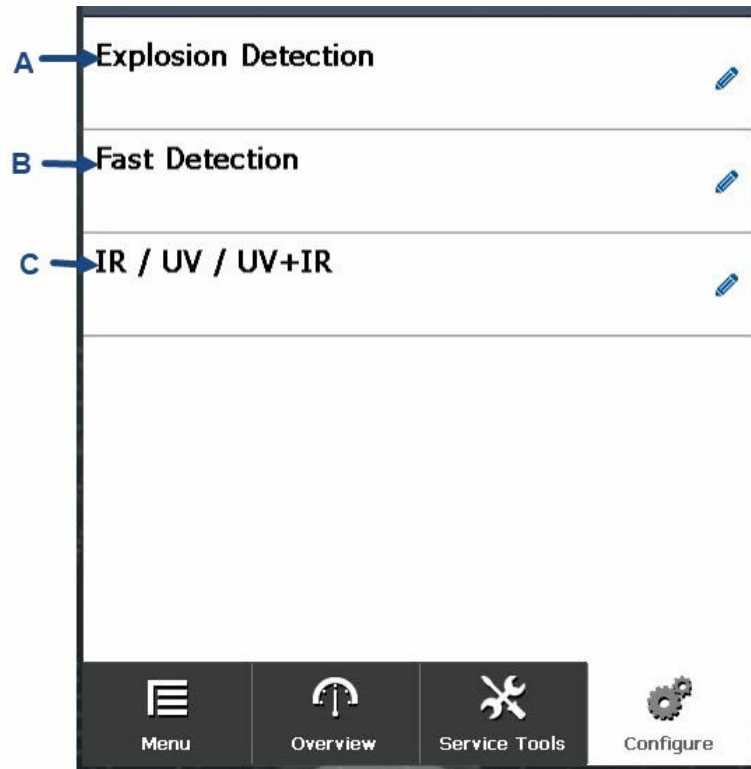 A Explosion Detection
B Fast Detection
C IR / UV / UV+IR
Menu Overview Service Tools Configure